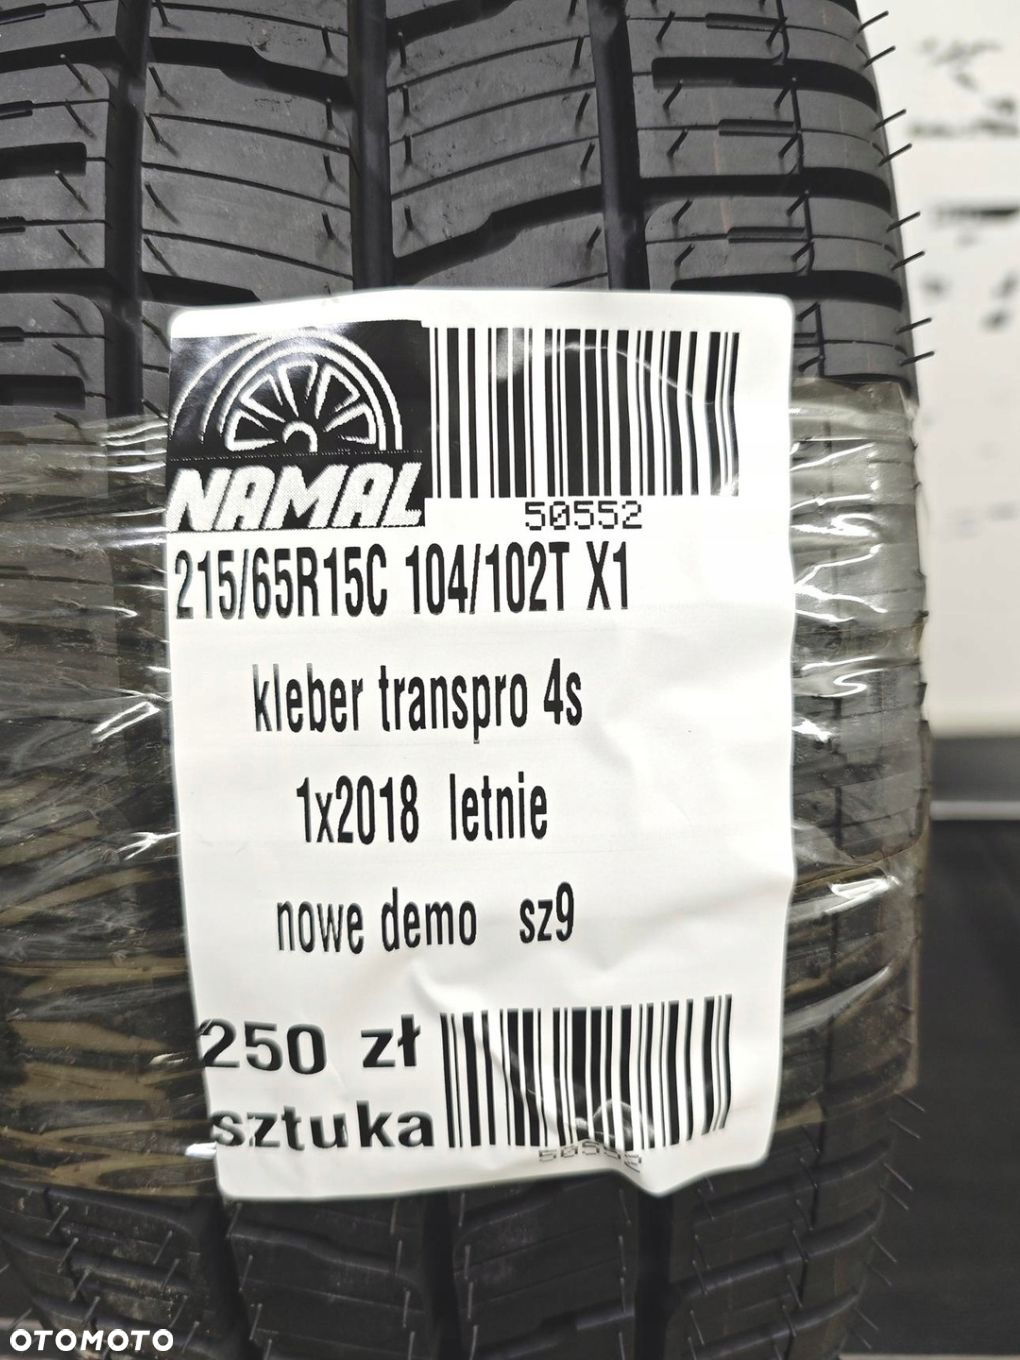 NAMAL
50552
215/65R15C 104/102T X1
kleber transpro 4s
1x2018 letnie
nowe demo sz9
250 zł
sztuka
50552
OTOMOTO